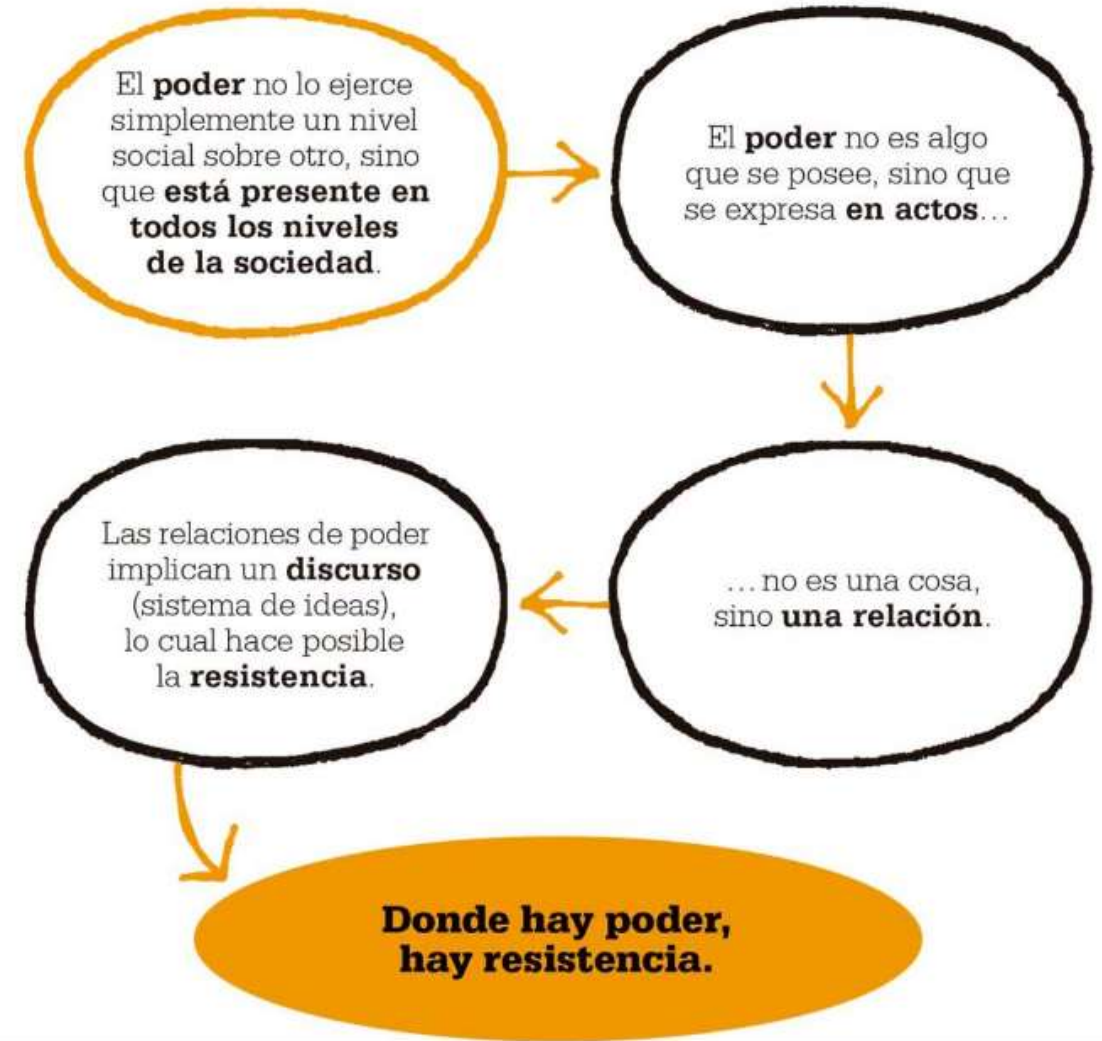 El poder no lo ejerce
simplemente un nivel
social sobre otro, sino
que está presente en
todos los niveles
de la sociedad.
El poder no es algo
que se posee, sino que
se expresa en actos…
…no es una cosa,
sino una relación.
Las relaciones de poder
implican un discurso
(sistema de ideas),
lo cual hace posible
la resistencia.
Donde hay poder,
hay resistencia.